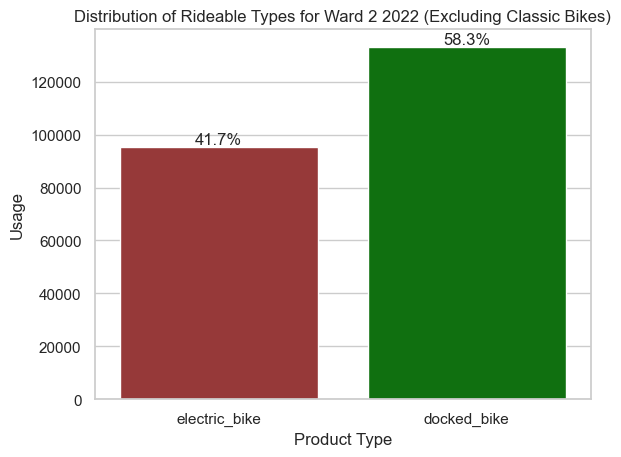 Distribution of Rideable Types for Ward 2 2022 (Excluding Classic Bikes)
58.3%
41.7%
120000
100000
80000
60000
40000
20000
0
Usage
electric_bike
docked_bike
Product Type